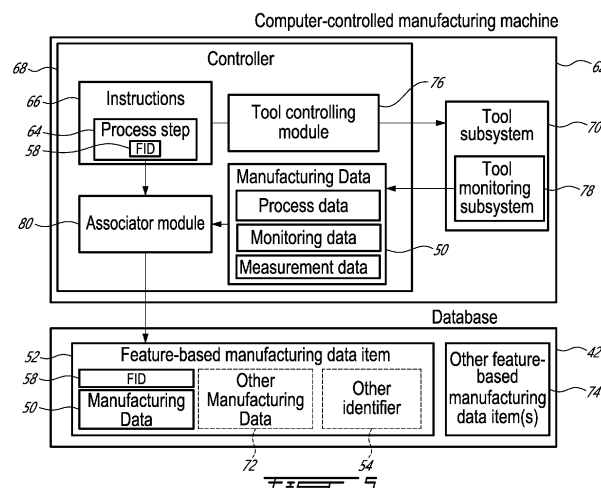 Computer-controlled manufacturing machine
68
Controller
66
Instructions
64
Process step
58
FID
Tool controlling
module
76
Tool
subsystem
70
Tool
monitoring
subsystem
78
Manufacturing Data
Process data
Monitoring data
Measurement data
50
80
Associator module
Database
52
Feature-based manufacturing data item
58
FID
50
Manufacturing
Data
Other
Manufacturing
Data
Other
identifier
42
Other feature-
based
manufacturing
data item(s)
74
72
54